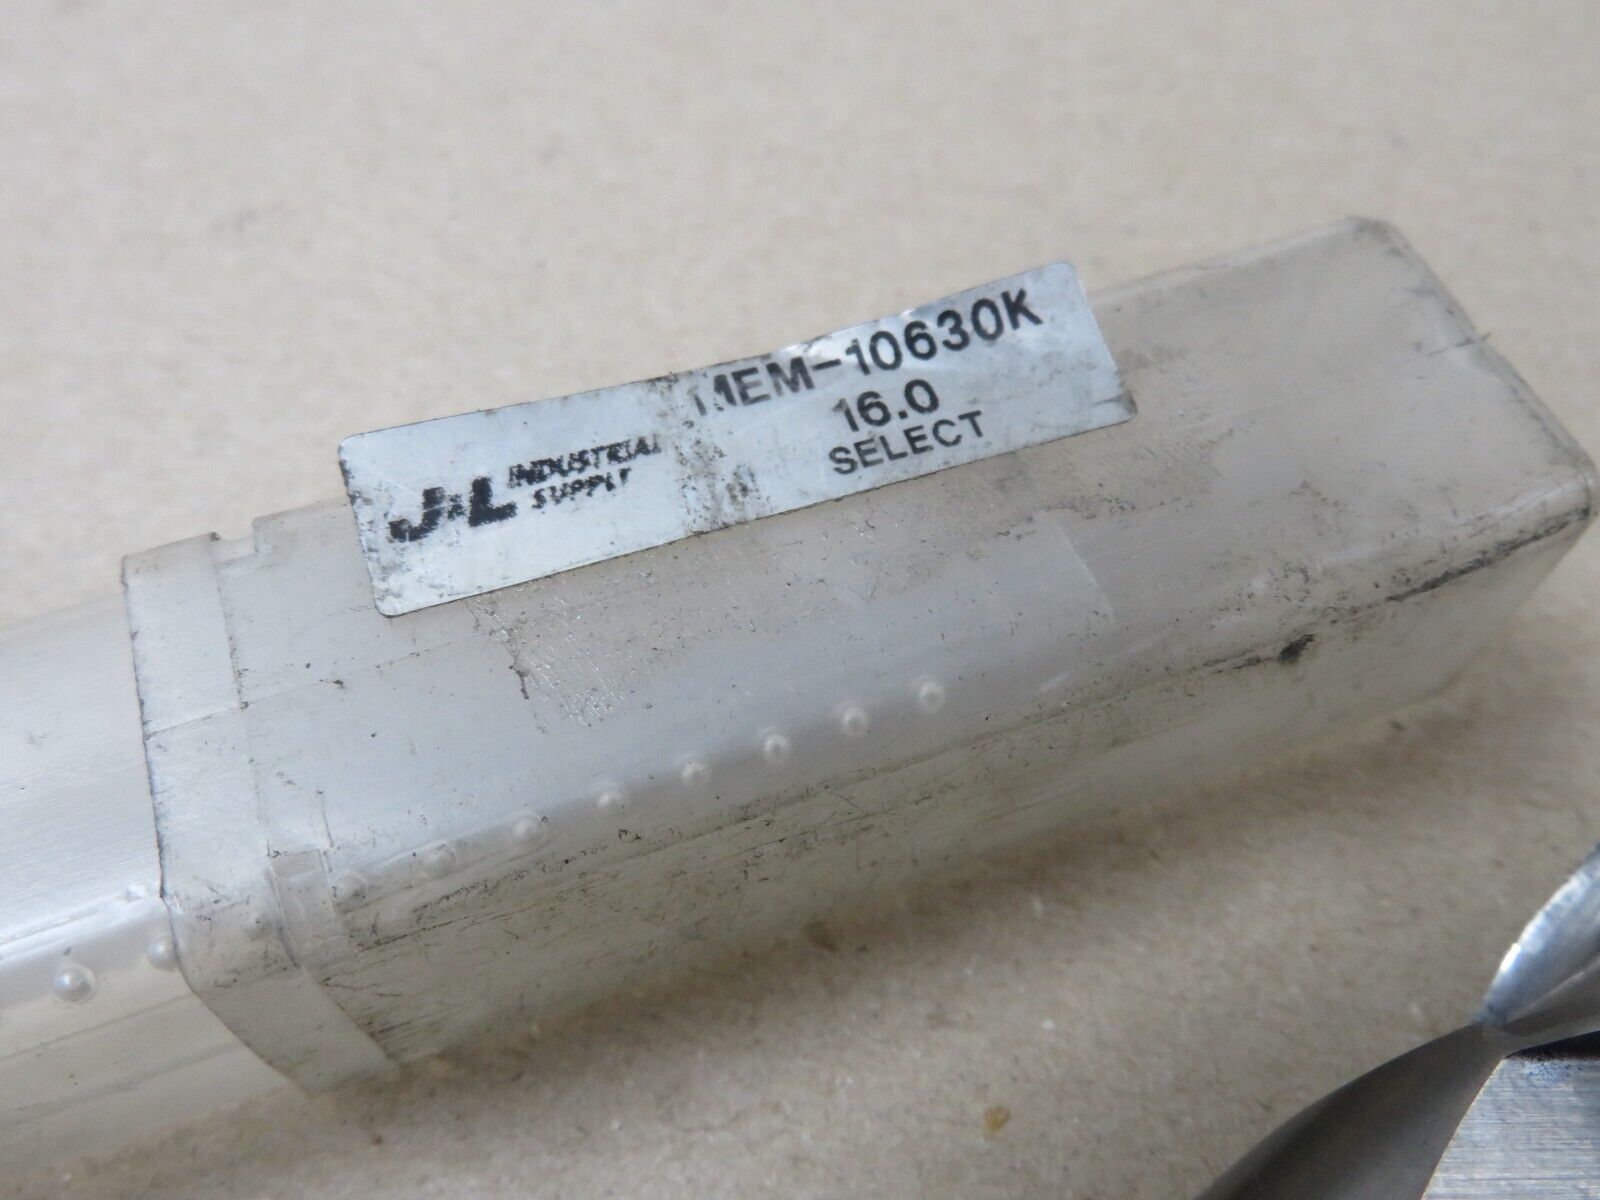 MEM-10630K
16.0
SELECT
J&L INDUSTRIAL
SUPPLY